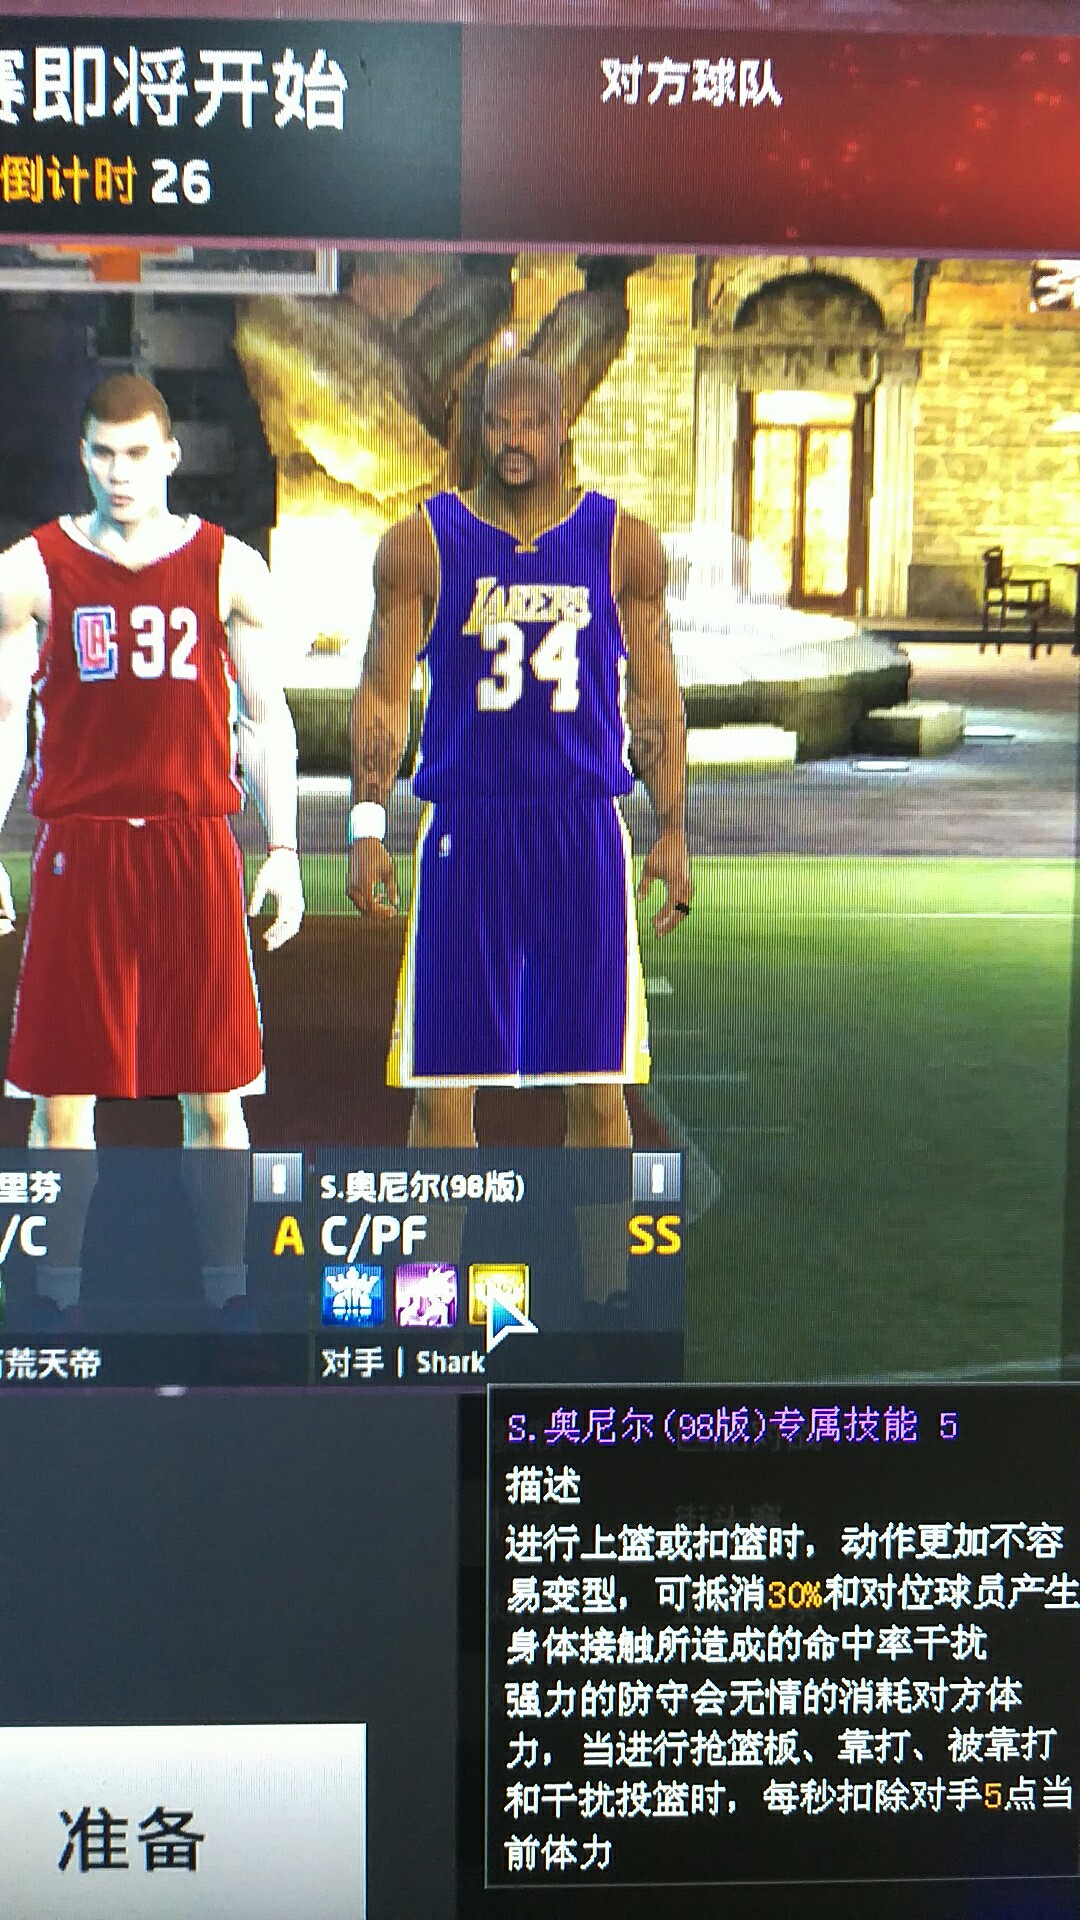 赛即将开始
倒计时 26
对方球队
32
LAKERS
34
里芬
/C
A
S.奥尼尔(98版)
C/PF
SS
荒天帝
对手 | Shark
S.奥尼尔(98版)专属技能 5
描述
进行上篮或扣篮时，动作更加不容
易变型，可抵消30%和对位球员产生
身体接触所造成的命中率干扰
强力的防守会无情的消耗对方体
力，当进行抢篮板、靠打、被靠打
和干扰投篮时，每秒扣除对手5点当
前体力
准备